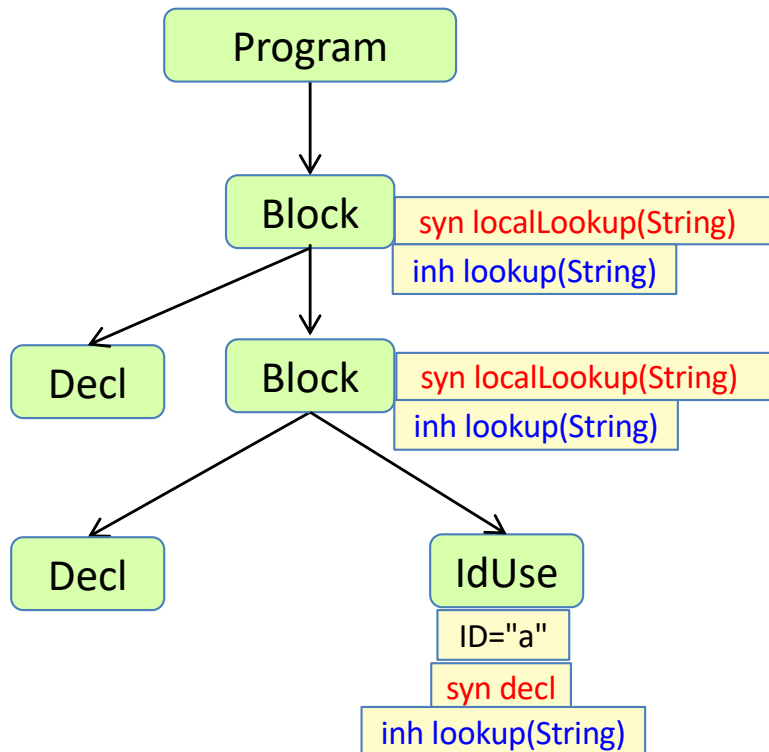 Program
Block
syn localLookup(String)
inh lookup(String)
Decl
Block
syn localLookup(String)
inh lookup(String)
Decl
IdUse
ID="a"
syn decl
inh lookup(String)